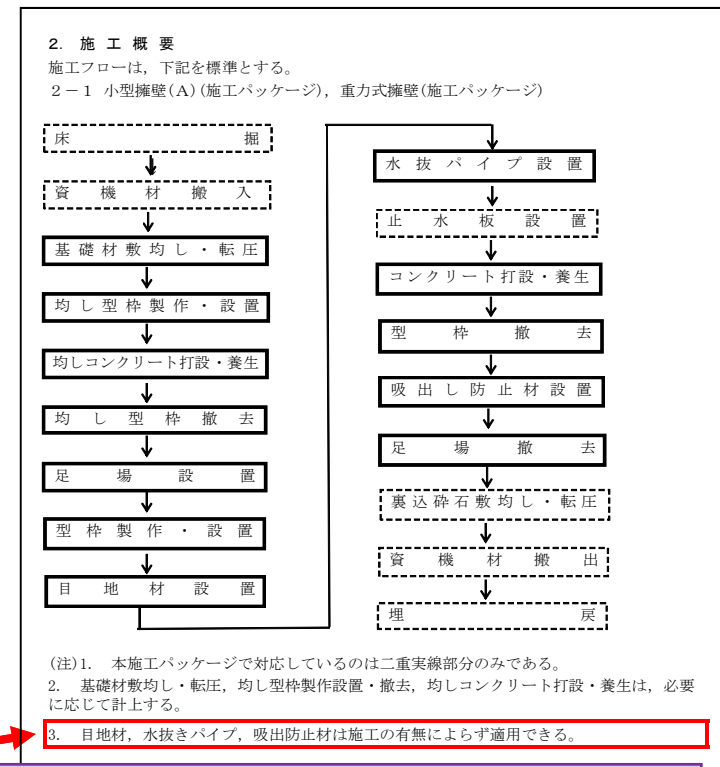 2. 施工概要
施工フローは，下記を標準とする。
２－１ 小型擁壁(A)(施工パッケージ)，重力式擁壁(施工パッケージ)
床掘
資機材搬入
基礎材敷均し・転圧
均し型枠製作・設置
均しコンクリート打設・養生
均し型枠撤去
足場設置
型枠製作・設置
目地材設置
水抜パイプ設置
止水板設置
コンクリート打設・養生
型枠撤去
吸出し防止材設置
足場撤去
裏込砕石敷均し・転圧
資機材搬出
埋戻
(注)1. 本施工パッケージで対応しているのは二重実線部分のみである。
2. 基礎材敷均し・転圧，均し型枠製作設置・撤去，均しコンクリート打設・養生は，必要
に応じて計上する。
3. 目地材，水抜きパイプ，吸出防止材は施工の有無によらず適用できる。